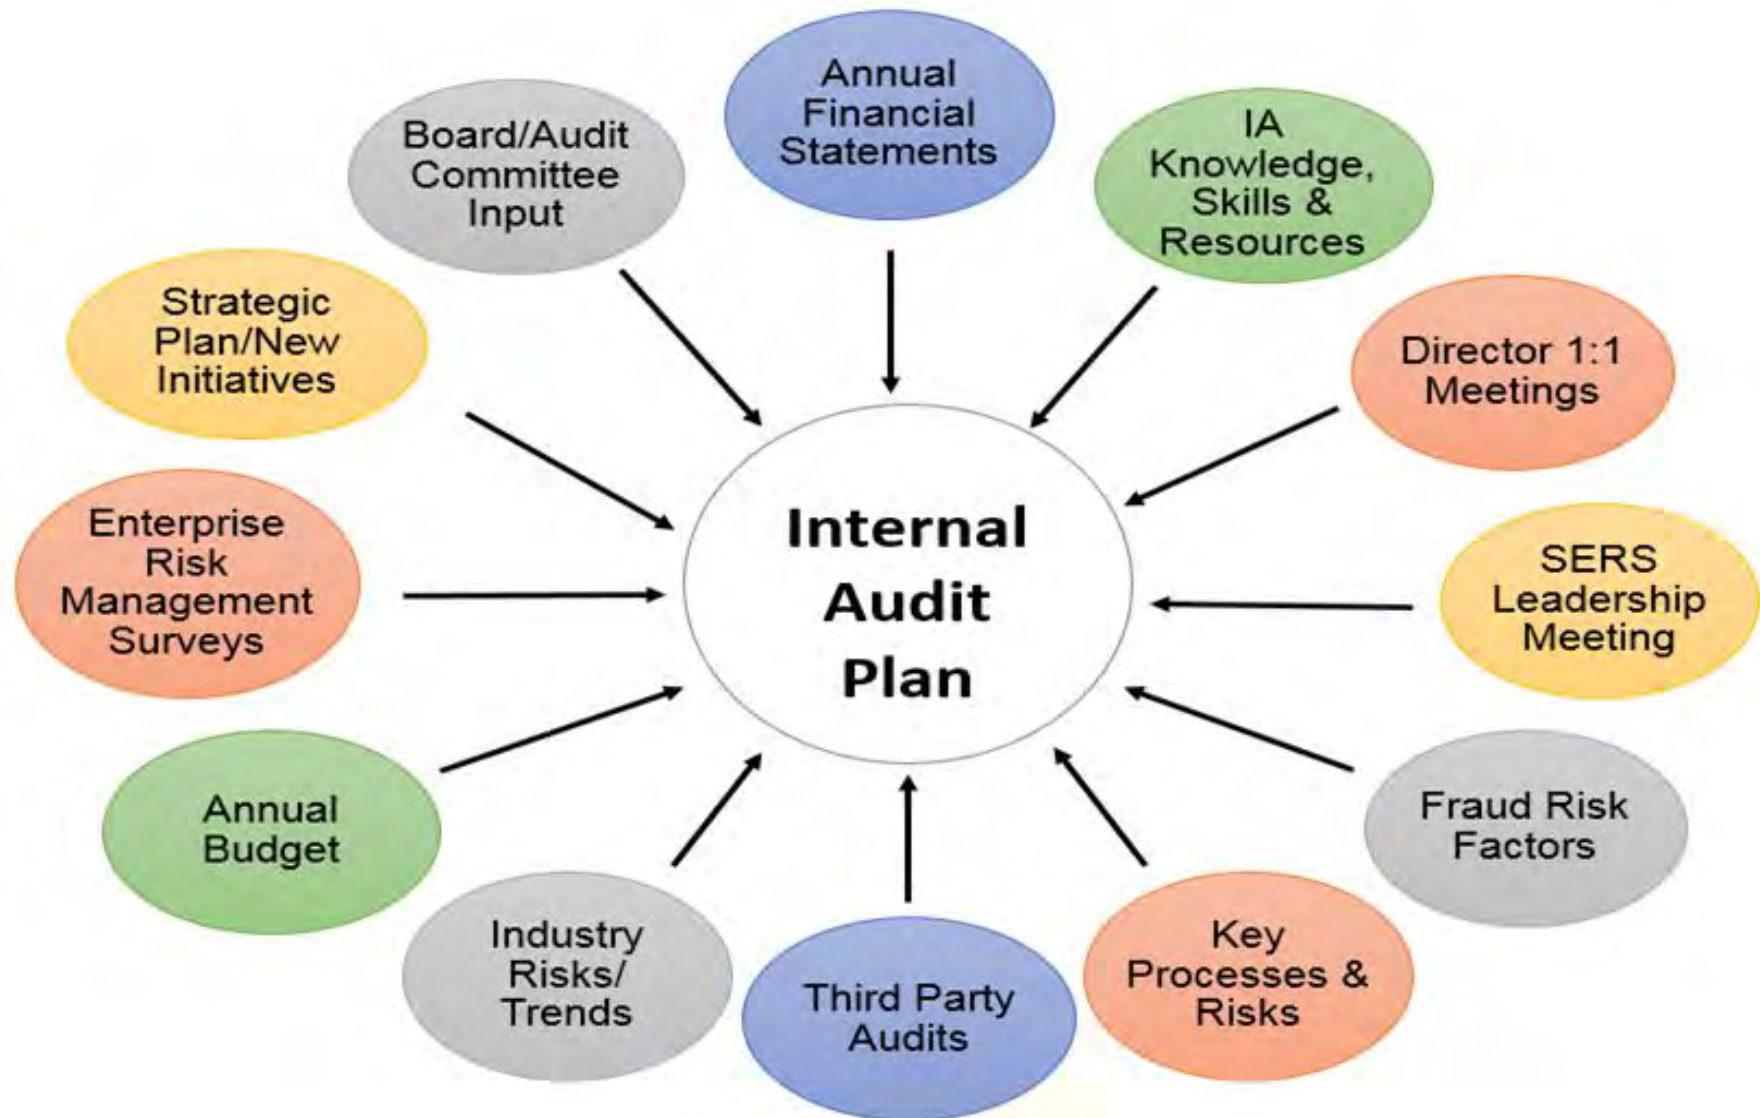 Annual
Financial
Statements
IA
Knowledge,
Skills &
Resources
Director 1:1
Meetings
SERS
Leadership
Meeting
Fraud Risk
Factors
Key
Processes &
Risks
Third Party
Audits
Industry
Risks/
Trends
Annual
Budget
Enterprise
Risk
Management
Surveys
Strategic
Plan/New
Initiatives
Board/Audit
Committee
Input
Internal
Audit
Plan